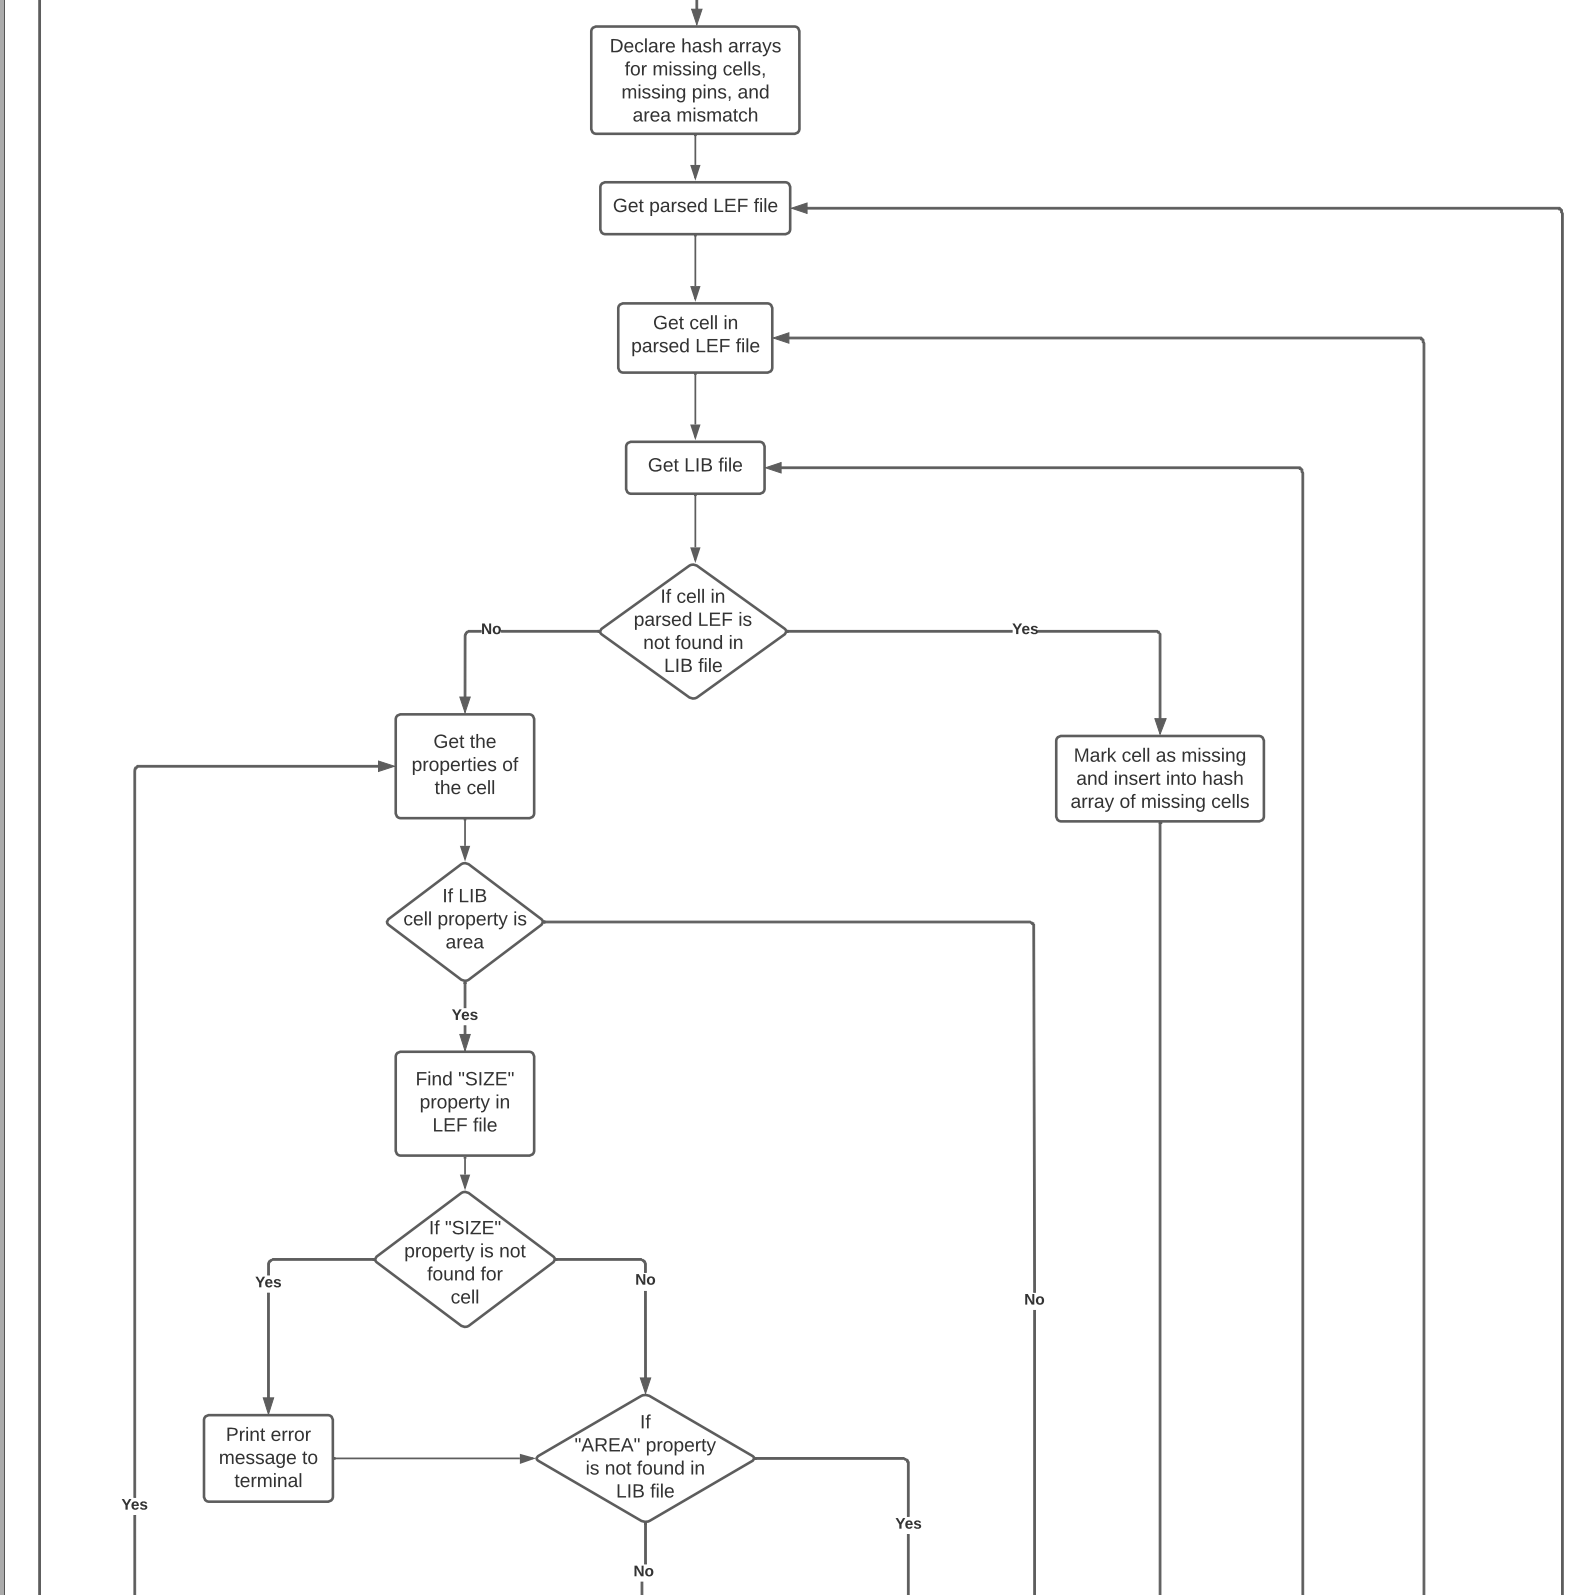 Declare hash arrays
for missing cells,
missing pins, and
area mismatch
Get parsed LEF file
Get cell in
parsed LEF file
Get LIB file
If cell in
parsed LEF is
not found in
LIB file
No
Yes
Get the
properties of
the cell
Mark cell as missing
and insert into hash
array of missing cells
If LIB
cell property is
area
Yes
Find "SIZE"
property in
LEF file
If "SIZE"
property is not
found for
cell
Yes
No
No
Print error
message to
terminal
If
"AREA" property
is not found in
LIB file
Yes
Yes
No